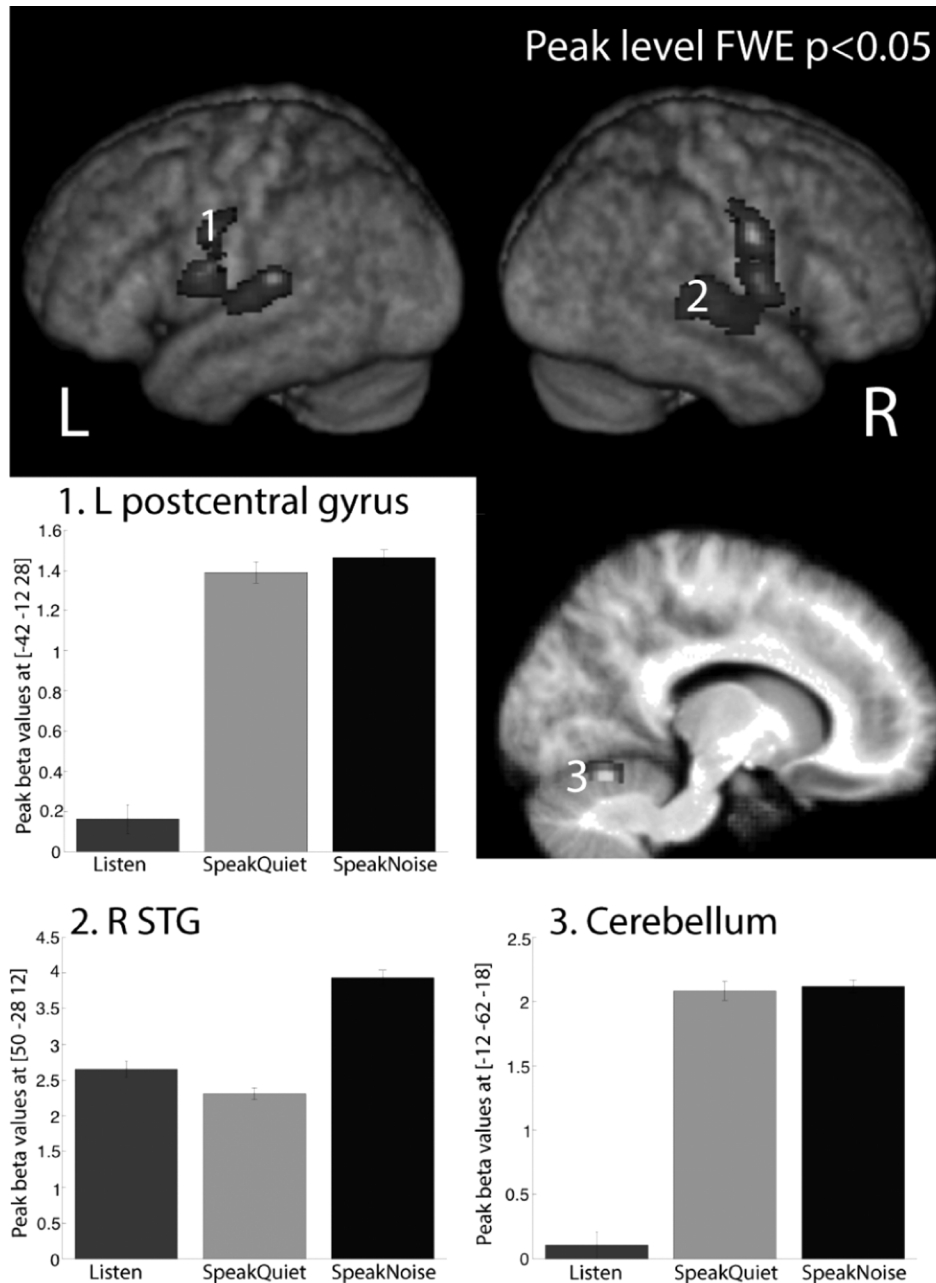 Peak level FWE p<0.05
1
2
L
R
1. L postcentral gyrus
Peak beta values at [-42 -12 28]
1.6
1.4
1.2
1
0.8
0.6
0.4
0.2
0
Listen
SpeakQuiet
SpeakNoise
3
2. R STG
Peak beta values at [50 -28 12]
4.5
4
3.5
3
2.5
2
1.5
1
0.5
0
Listen
SpeakQuiet
SpeakNoise
3. Cerebellum
Peak beta values at [-12 -62 -18]
2.5
2
1.5
1
0.5
0
Listen
SpeakQuiet
SpeakNoise